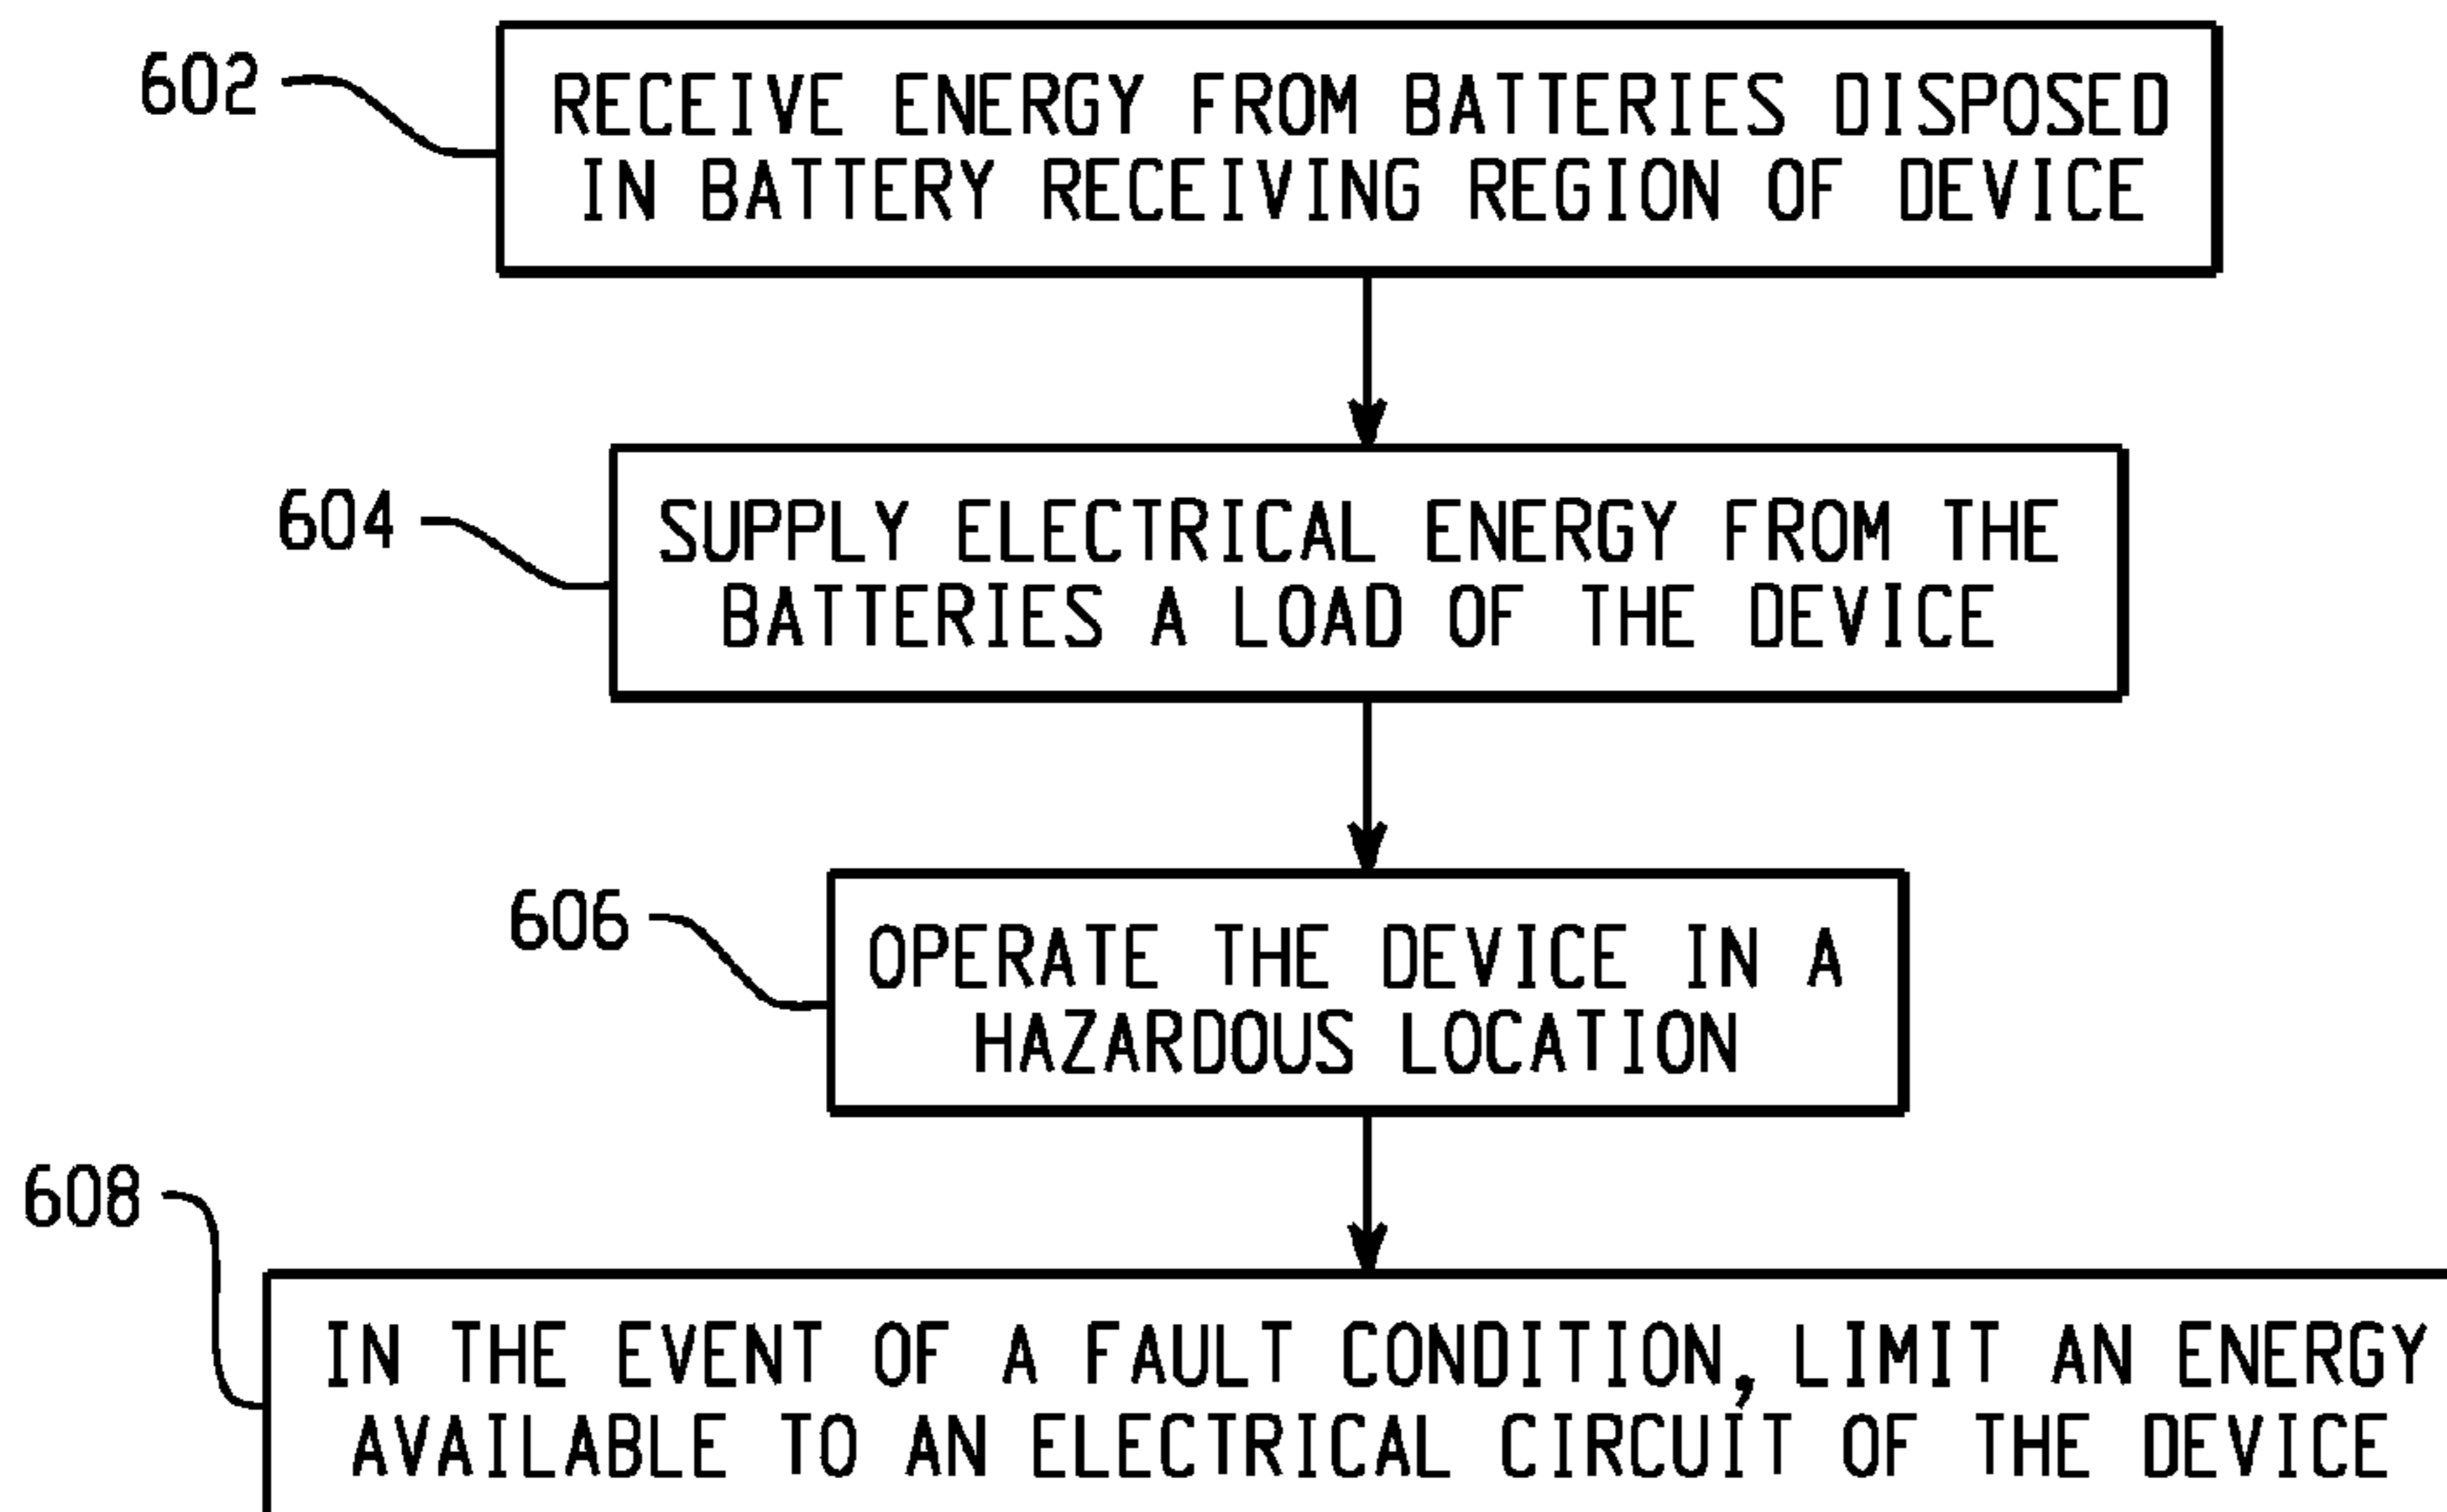 602
RECEIVE ENERGY FROM BATTERIES DISPOSED
IN BATTERY RECEIVING REGION OF DEVICE
604
SUPPLY ELECTRICAL ENERGY FROM THE
BATTERIES A LOAD OF THE DEVICE
606
OPERATE THE DEVICE IN A
HAZARDOUS LOCATION
608
IN THE EVENT OF A FAULT CONDITION, LIMIT AN ENERGY
AVAILABLE TO AN ELECTRICAL CIRCUIT OF THE DEVICE